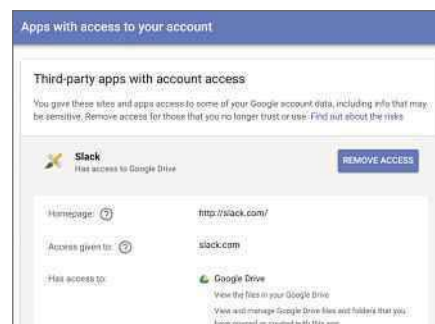 Apps with access to your account
Third-party apps with account access
You gave these sites and apps access to some of your Google account data, including info that may
be sensitive. Remove access for those that you no longer trust or use. Find out about the risks
Slack
Has access to Google Drive
REMOVE ACCESS
Homepage: ? http://slack.com/
Access given to: ? slack.com
Has access to: Google Drive
View the files in your Google Drive
View and manage Google Drive files and folders that you
have opened or created with this app